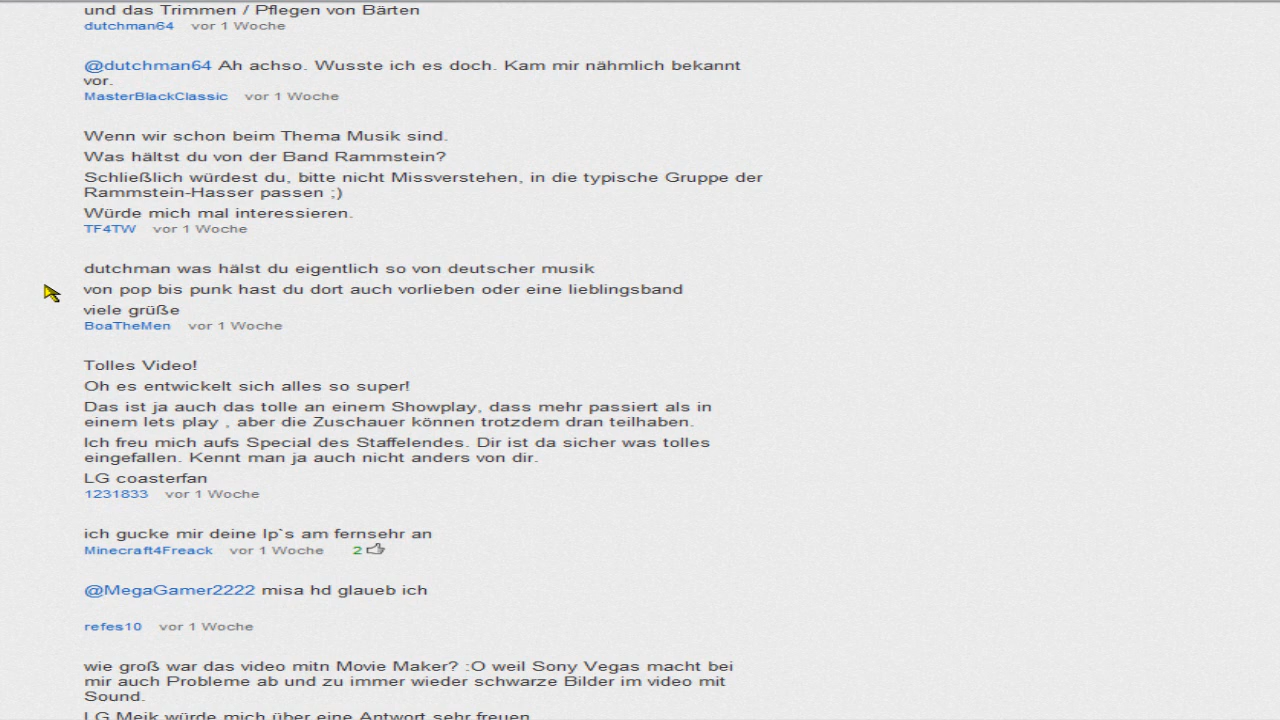 und das Trimmen / Pflegen von Bärten
dutchman64 vor 1 Woche
@dutchman64 Ah achso. Wusste ich es doch. Kam mir nähmlich bekannt
vor.
MasterBlackClassic vor 1 Woche
Wenn wir schon beim Thema Musik sind.
Was hältst du von der Band Rammstein?
Schließlich würdest du, bitte nicht Missverstehen, in die typische Gruppe der
Rammstein-Hasser passen ;)
Würde mich mal interessieren.
TF4TW vor 1 Woche
dutchman was hälst du eigentlich so von deutscher musik
von pop bis punk hast du dort auch vorlieben oder eine lieblingsband
viele grüße
BoaTheMen vor 1 Woche
Tolles Video!
Oh es entwickelt sich alles so super!
Das ist ja auch das tolle an einem Showplay, dass mehr passiert als in
einem lets play , aber die Zuschauer können trotzdem dran teilhaben.
Ich freu mich aufs Special des Staffelendes. Dir ist da sicher was tolles
eingefallen. Kennt man ja auch nicht anders von dir.
LG coasterfan
1231833 vor 1 Woche
ich gucke mir deine lp`s am fernsehr an
Minecraft4Freack vor 1 Woche 2
@MegaGamer2222 misa hd glaueb ich
refes10 vor 1 Woche
wie groß war das video mitn Movie Maker? :O weil Sony Vegas macht bei
mir auch Probleme ab und zu immer wieder schwarze Bilder im video mit
Sound.
LG Meik würde mich über eine Antwort sehr freuen